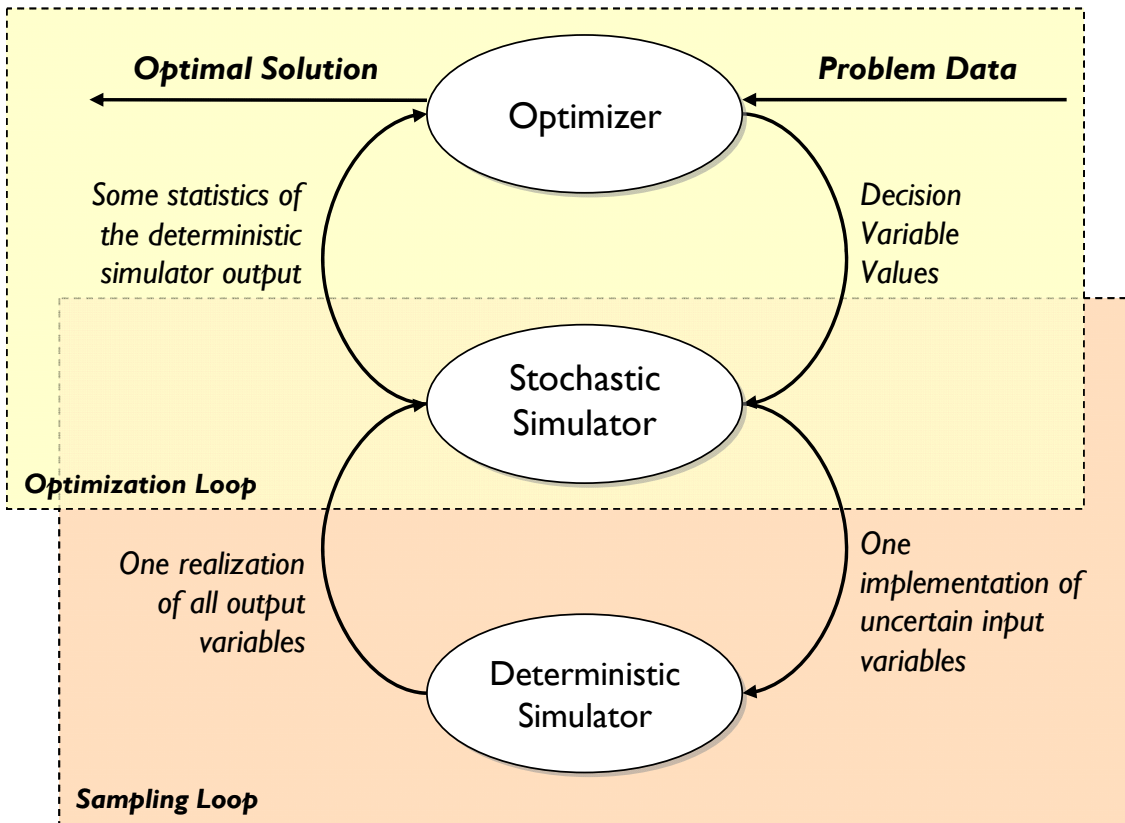 Optimal Solution
Problem Data
Optimizer
Some statistics of
the deterministic
simulator output
Decision
Variable
Values
Stochastic
Simulator
Optimization Loop
One realization
of all output
variables
One
implementation of
uncertain input
variables
Deterministic
Simulator
Sampling Loop